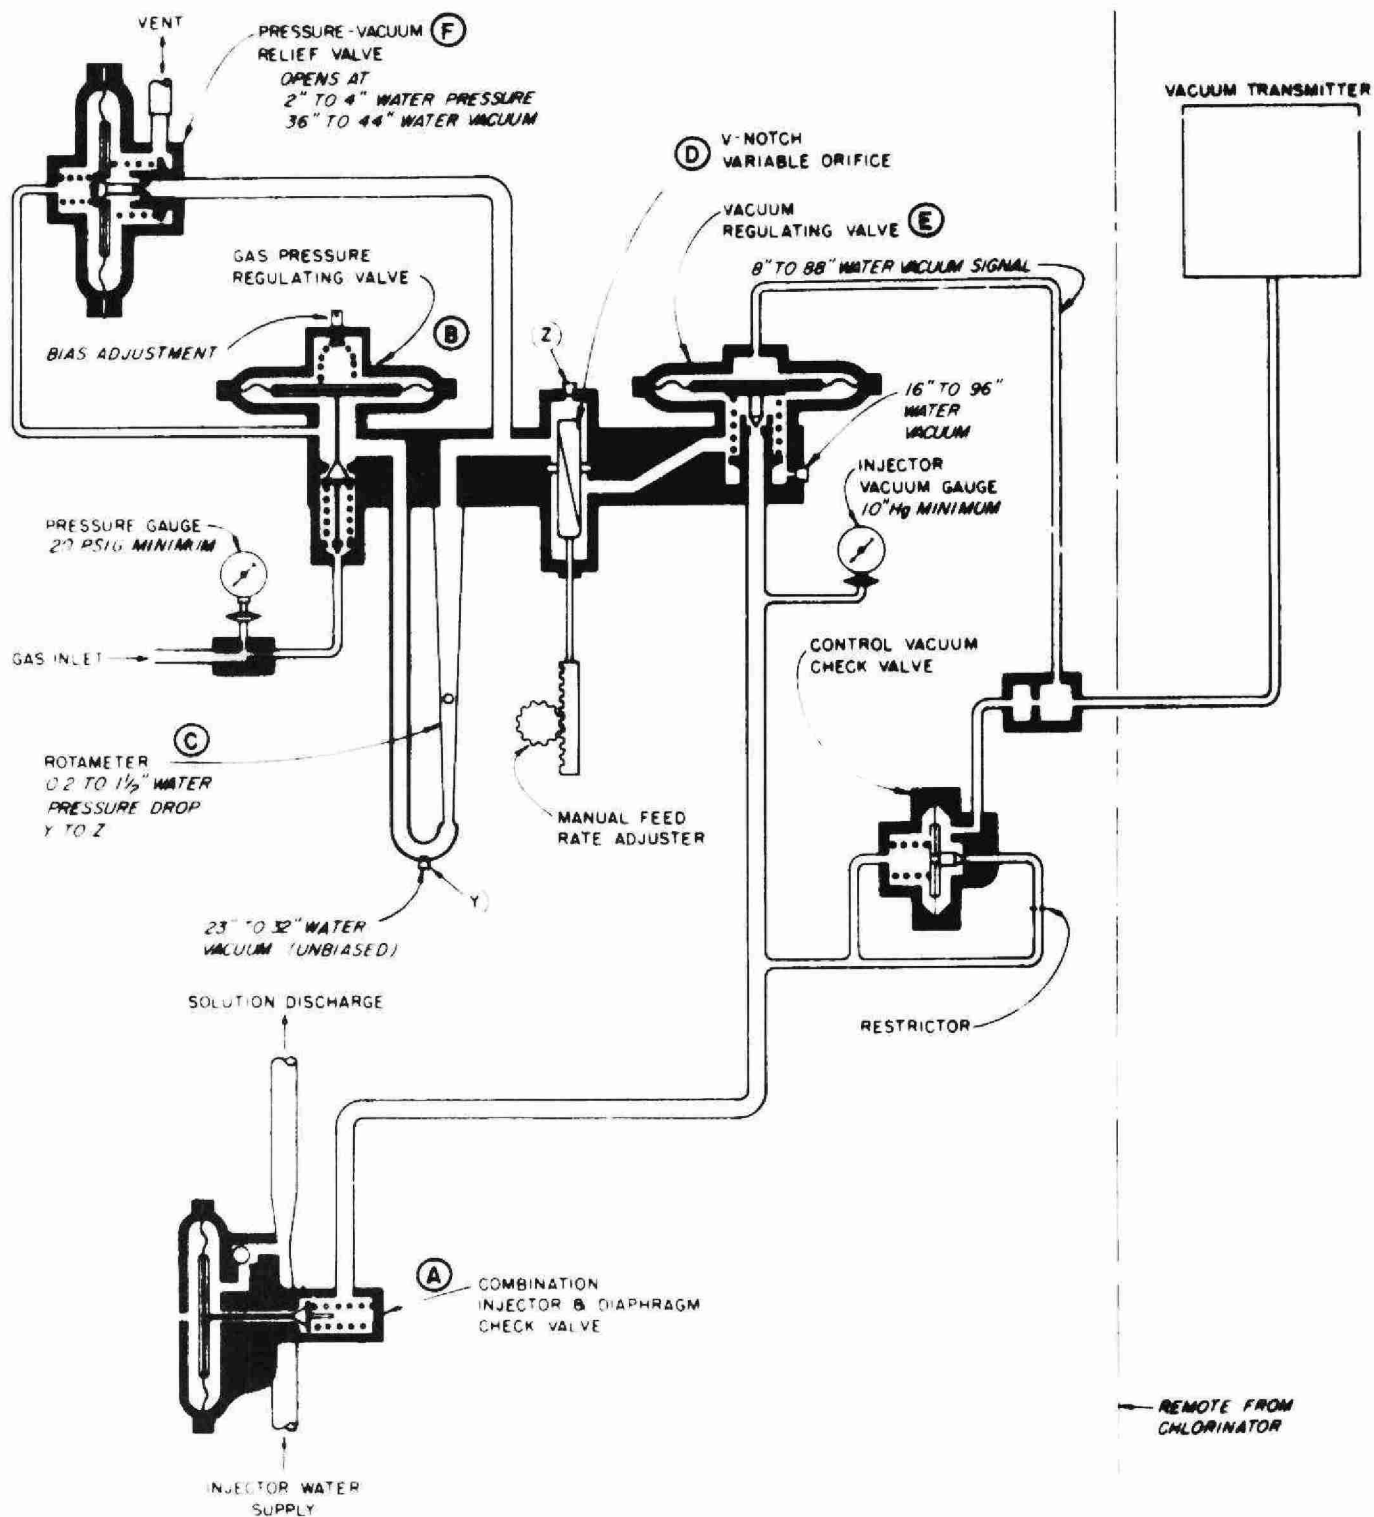 VENT
PRESSURE-VACUUM F
RELIEF VALVE
OPENS AT
2" TO 4" WATER PRESSURE
36" TO 44" WATER VACUUM
VACUUM TRANSMITTER
D V-NOTCH
VARIABLE ORIFICE
VACUUM
REGULATING VALVE E
8" TO 88" WATER VACUUM SIGNAL
GAS PRESSURE
REGULATING VALVE
B
BIAS ADJUSTMENT
Z
16" TO 96"
WATER
VACUUM
INJECTOR
VACUUM GAUGE
10" Hg MINIMUM
PRESSURE GAUGE
20 PSIG MINIMUM
GAS INLET
CONTROL VACUUM
CHECK VALVE
C
ROTAMETER
0.2 TO 1½" WATER
PRESSURE DROP
Y TO Z
MANUAL FEED
RATE ADJUSTER
Y
23" TO 32" WATER
VACUUM (UNBIASED)
SOLUTION DISCHARGE
RESTRICTOR
A
COMBINATION
INJECTOR & DIAPHRAGM
CHECK VALVE
REMOTE FROM
CHLORINATOR
INJECTOR WATER
SUPPLY